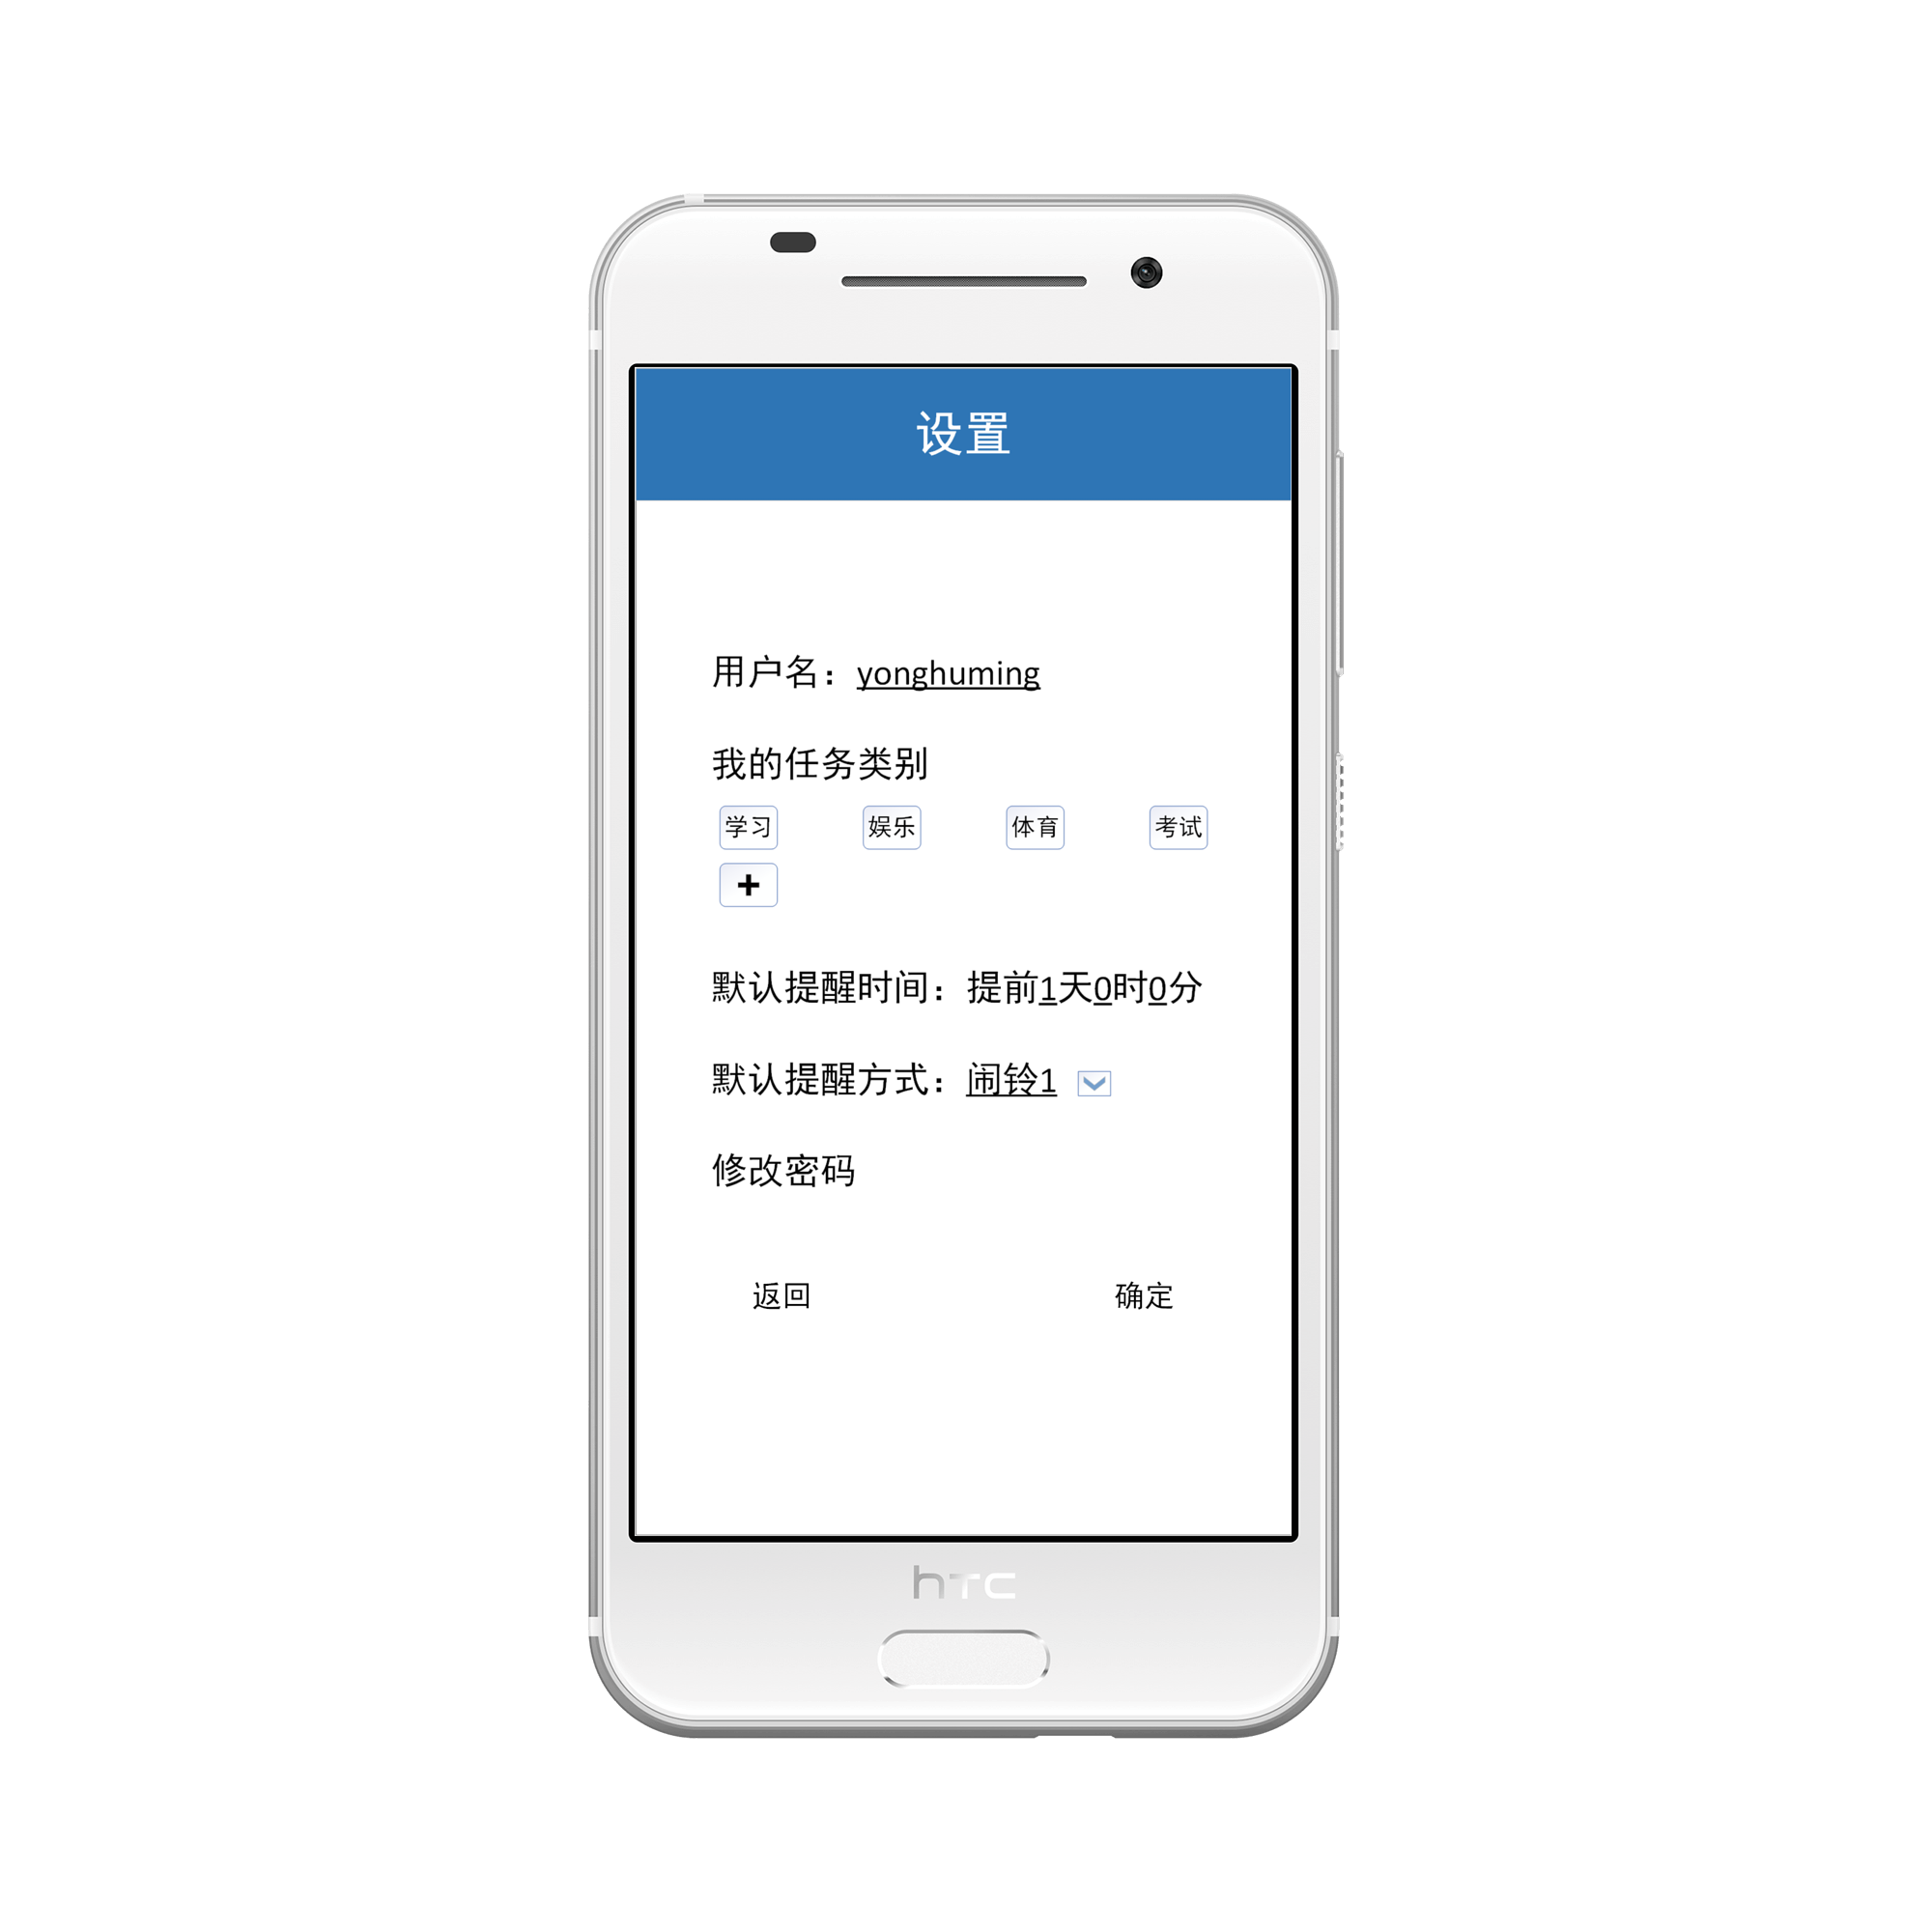 设置
用户名：yonghuming
我的任务类别
学习 娱乐 体育 考试
+
默认提醒时间：提前1天0时0分
默认提醒方式：闹铃1
修改密码
返回 确定
hTC